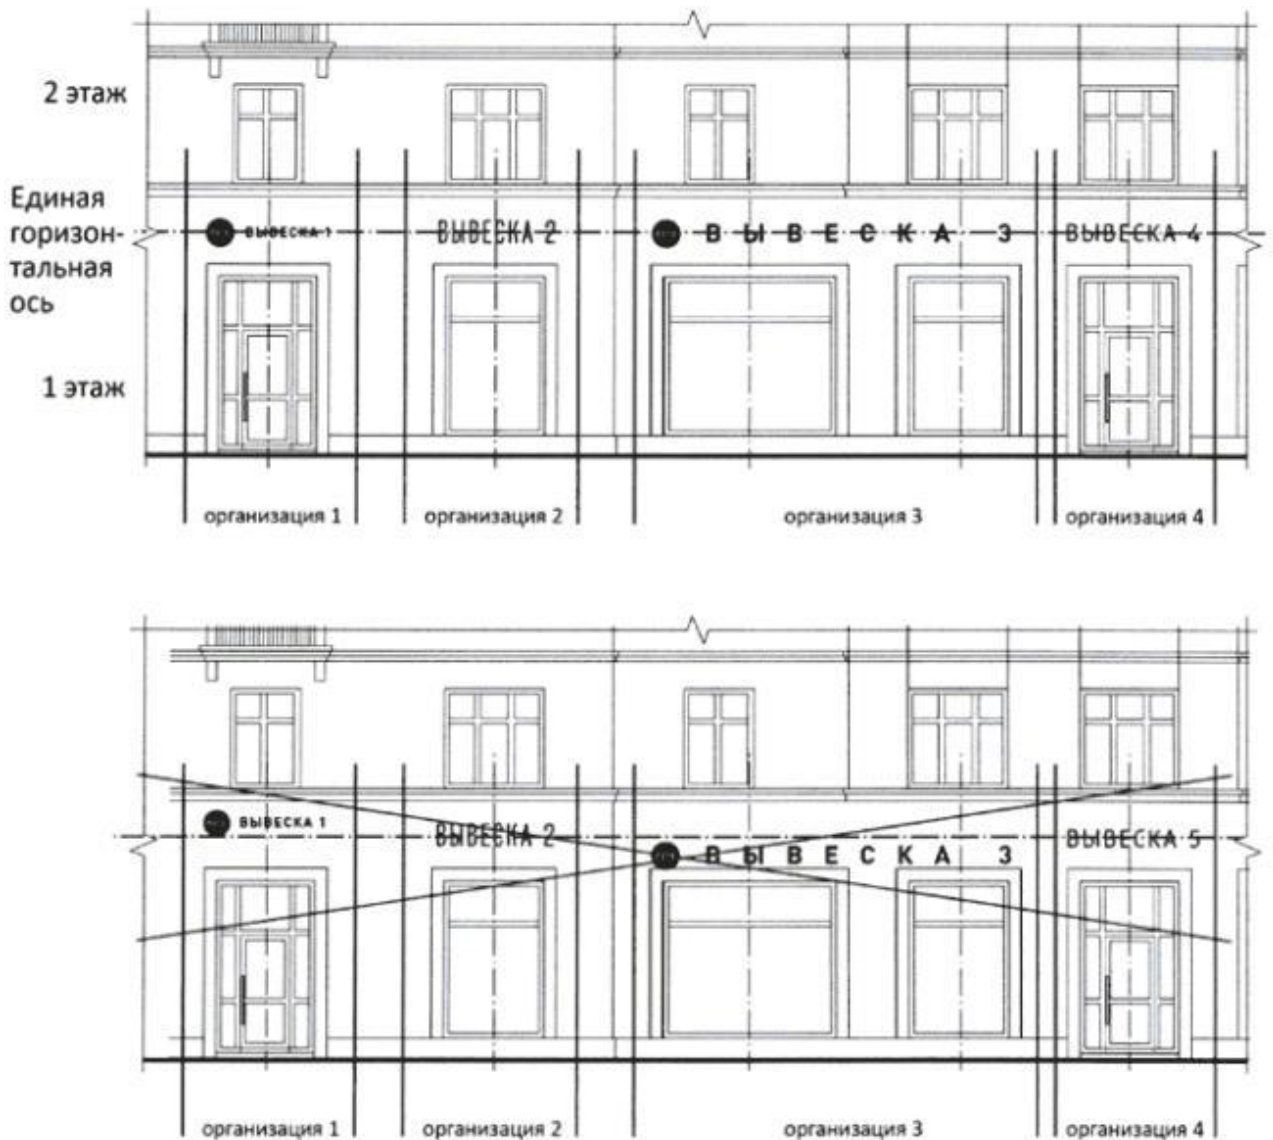 2 этаж
Единая
горизон-
тальная
ось
ВЫВЕСКА 1
ВЫВЕСКА 2
ВЫВЕСКА 3
ВЫВЕСКА 4
1 этаж
организация 1
организация 2
организация 3
организация 4
ВЫВЕСКА 1
ВЫВЕСКА 2
ВЫВЕСКА 3
ВЫВЕСКА 5
организация 1
организация 2
организация 3
организация 4